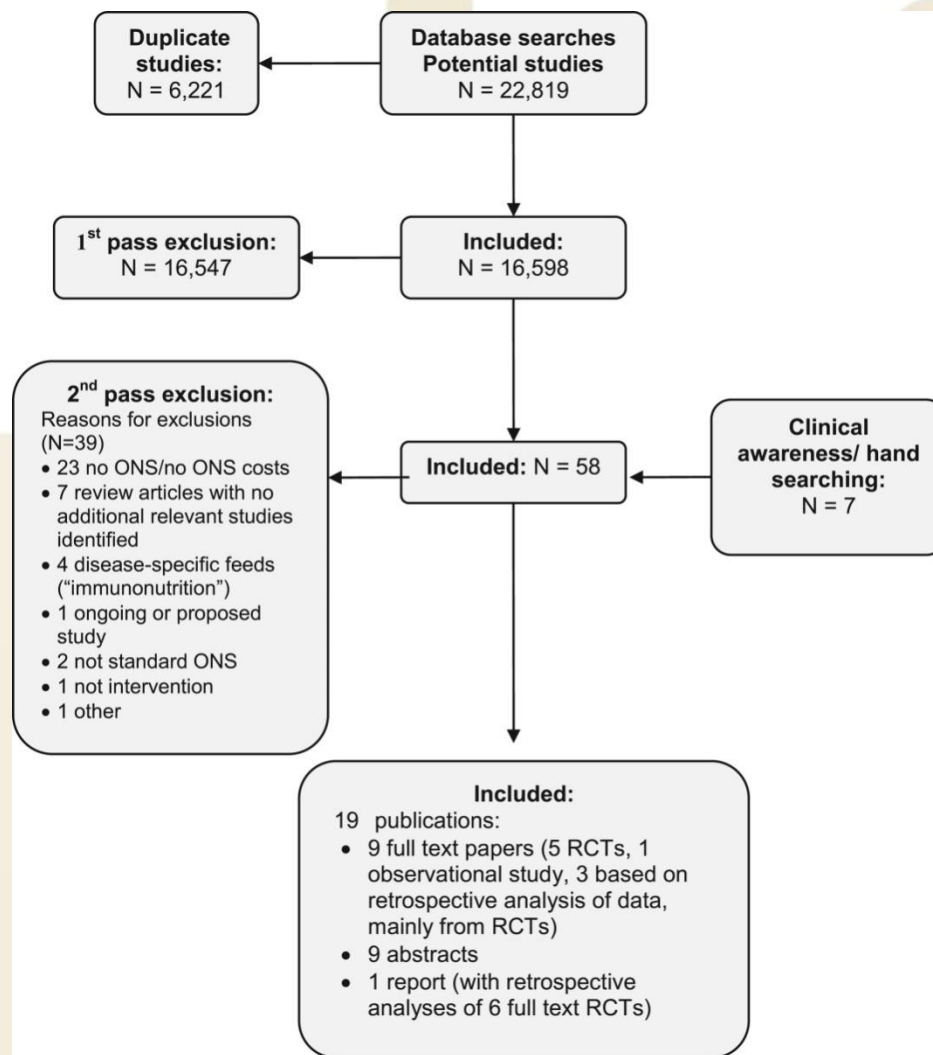 Duplicate
studies:
N = 6,221
Database searches
Potential studies
N = 22,819
1st pass exclusion:
N = 16,547
Included:
N = 16,598
2nd pass exclusion:
Reasons for exclusions
(N=39)
• 23 no ONS/no ONS costs
• 7 review articles with no
additional relevant studies
identified
• 4 disease-specific feeds
(“immunonutrition”)
• 1 ongoing or proposed
study
• 2 not standard ONS
• 1 not intervention
• 1 other
Included: N = 58
Clinical
awareness/ hand
searching:
N = 7
Included:
19 publications:
• 9 full text papers (5 RCTs, 1
observational study, 3 based on
retrospective analysis of data,
mainly from RCTs)
• 9 abstracts
• 1 report (with retrospective
analyses of 6 full text RCTs)